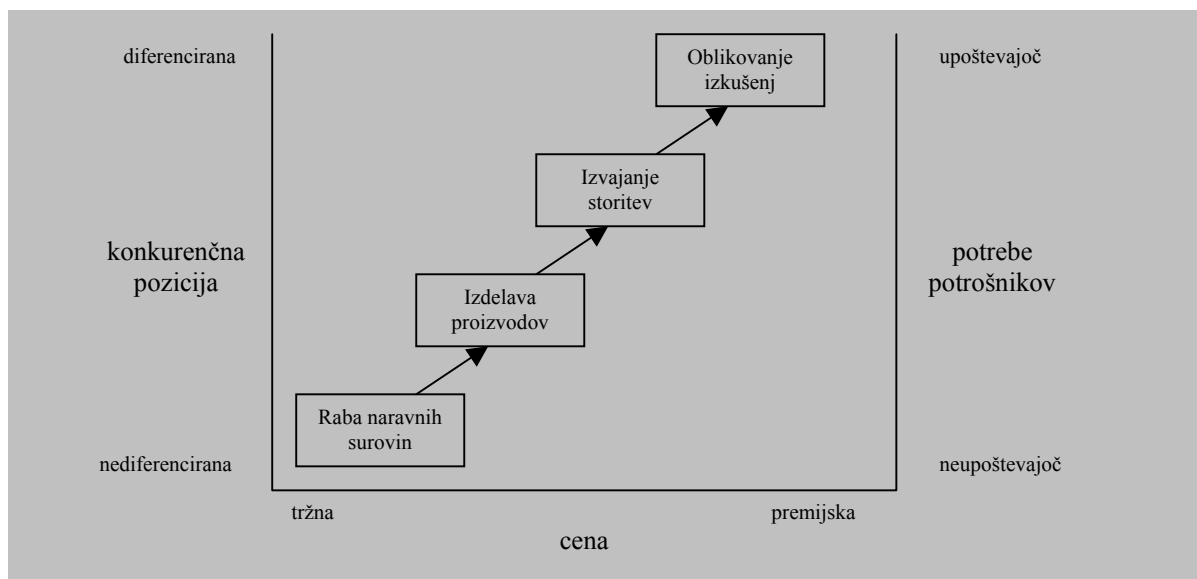 diferencirana
Oblikovanje
izkušenj
upoštevajoč
Izvajanje
storitev
konkurenčna
pozicija
potrebe
potrošnikov
Izdelava
proizvodov
Raba naravnih
surovin
nediferencirana
neupoštevajoč
tržna
premijska
cena